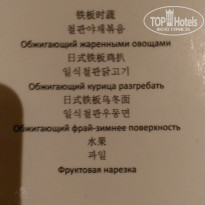 TOP Hotels
铁板时蔬
철판야채볶음
Обжигающий жаренными овощами
日式铁板鸡扒
일식철판닭고기
Обжигающий курица разгребать
日式铁板乌冬面
일식철판우동면
Обжигающий фрай-зимнее поверхность
水果
과일
Фруктовая нарезка